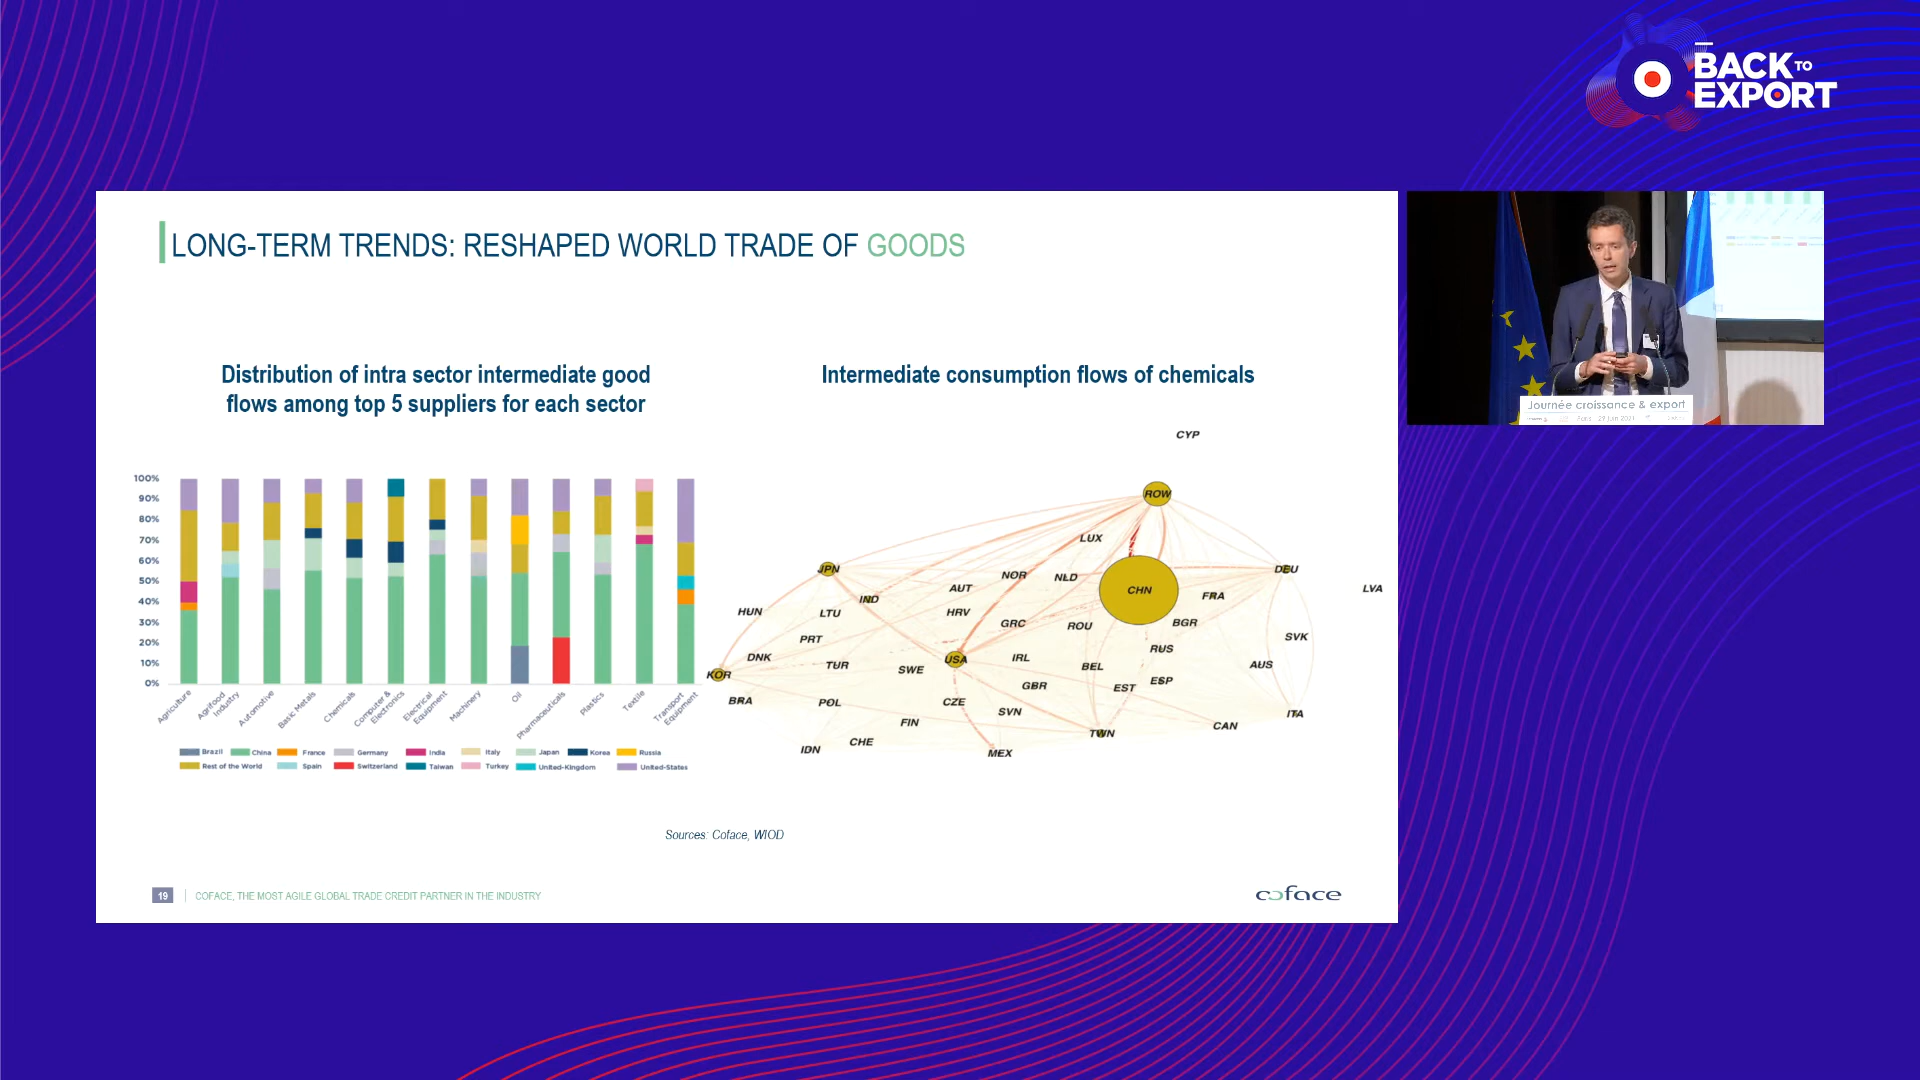 BACK TO
EXPORT
LONG-TERM TRENDS: RESHAPED WORLD TRADE OF GOODS
Distribution of intra sector intermediate good
flows among top 5 suppliers for each sector
100%
90%
80%
70%
60%
50%
40%
30%
20%
10%
0%
Agriculture
Agrifood Industry
Automotive
Basic Metals
Chemicals
Computer & Electronics
Electrical Equipment
Machinery
Oil
Pharmaceuticals
Plastics
Textile
Transport Equipment
Brazil China France Germany India Italy Japan Korea Russia
Rest of the World Spain Switzerland Taiwan Turkey United-Kingdom United-States
Intermediate consumption flows of chemicals
CYP
ROW
LUX
JPN
NOR
NLD
DEU
IND
AUT
CHN
FRA
LVA
HUN
LTU
HRV
GRC
ROU
BGR
PRT
SVK
DNK
TUR
SWE
USA
IRL
BEL
RUS
AUS
KOR
GBR
EST
ESP
BRA
POL
CZE
SVN
ITA
FIN
CAN
IDN
CHE
MEX
TWN
Sources: Coface, WIOD
19 COFACE, THE MOST AGILE GLOBAL TRADE CREDIT PARTNER IN THE INDUSTRY
coface
Journée croissance & export
Paris 29 juin 2021